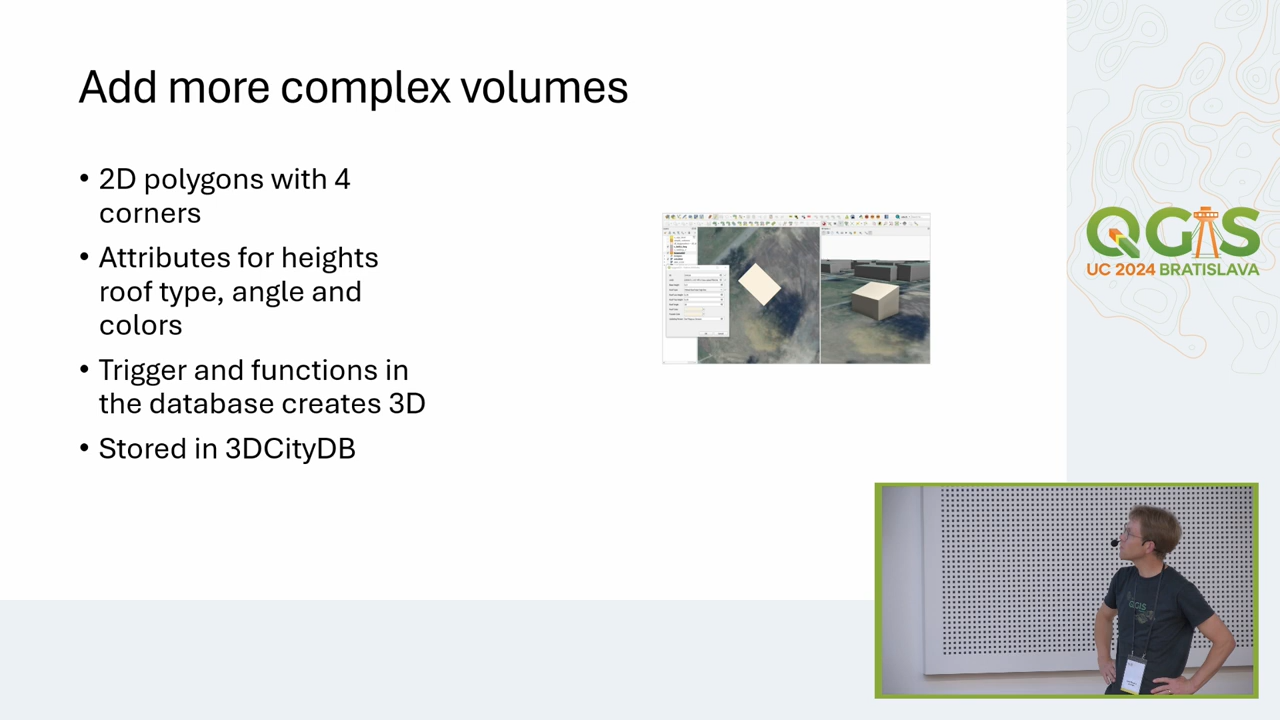 Add more complex volumes
• 2D polygons with 4
corners
• Attributes for heights
roof type, angle and
colors
• Trigger and functions in
the database creates 3D
• Stored in 3DCityDB
QGIS
UC 2024 BRATISLAVA
QGIS